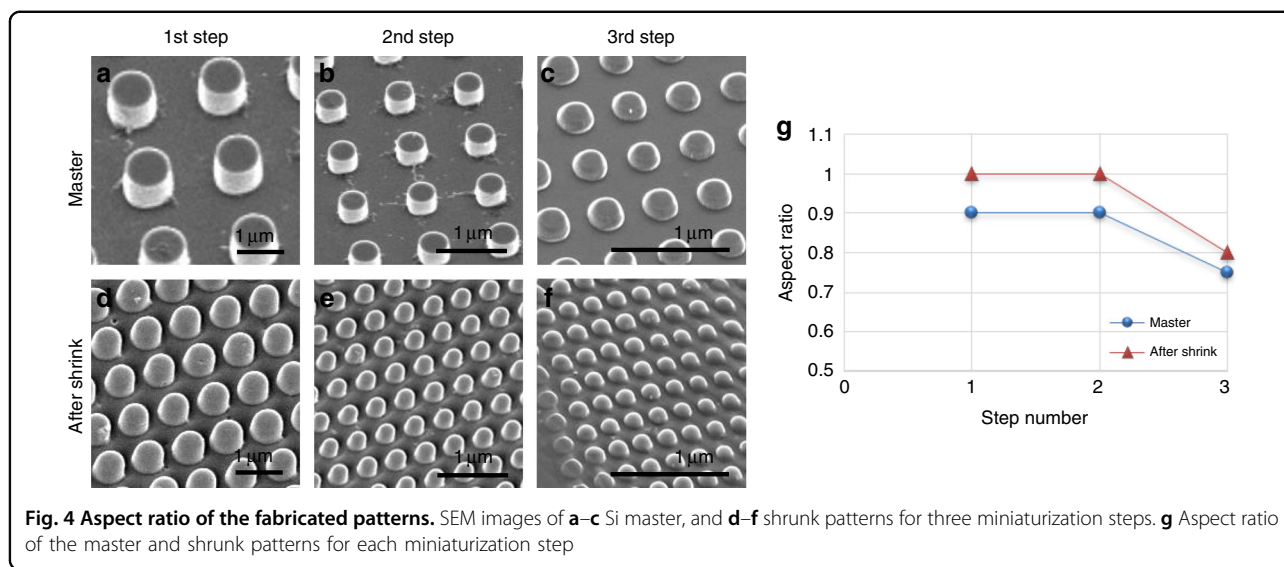 1st step 2nd step 3rd step
Master
a
1 μm
b
1 μm
c
1 μm
After shrink
d
1 μm
e
1 μm
f
1 μm
g
1.1
1
0.9
0.8
0.7
0.6
0.5
Aspect ratio
0 1 2 3
Step number
Master
After shrink
Fig. 4 Aspect ratio of the fabricated patterns. SEM images of a–c Si master, and d–f shrunk patterns for three miniaturization steps. g Aspect ratio
of the master and shrunk patterns for each miniaturization step